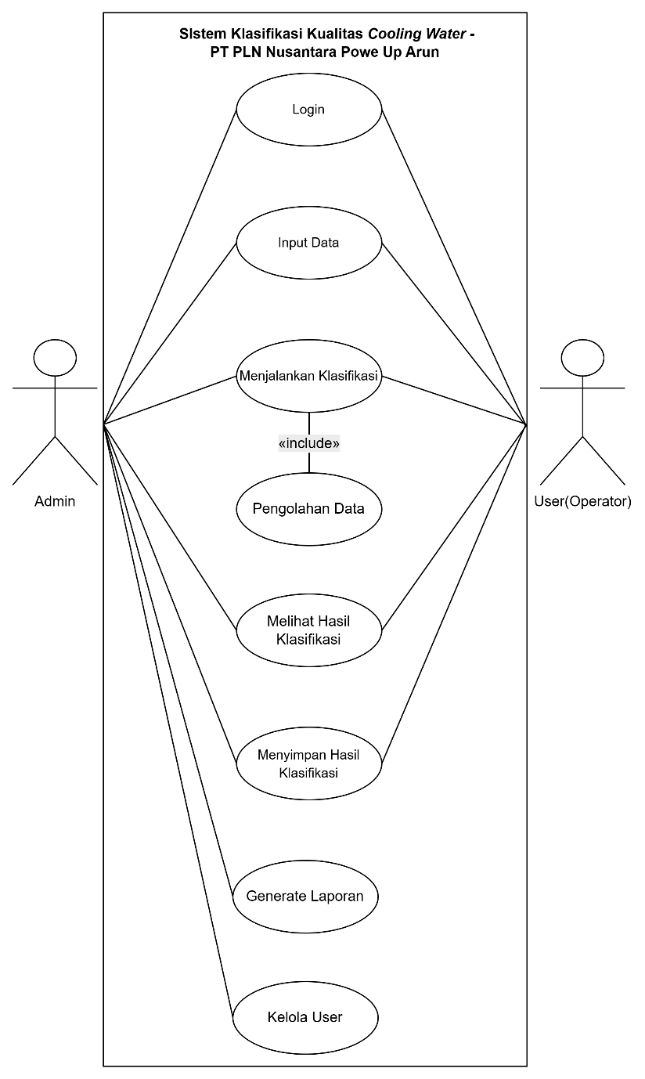 SIstem Klasifikasi Kualitas Cooling Water -
PT PLN Nusantara Powe Up Arun
Login
Input Data
Menjalankan Klasifikasi
«include»
Pengolahan Data
Admin
User(Operator)
Melihat Hasil
Klasifikasi
Menyimpan Hasil
Klasifikasi
Generate Laporan
Kelola User